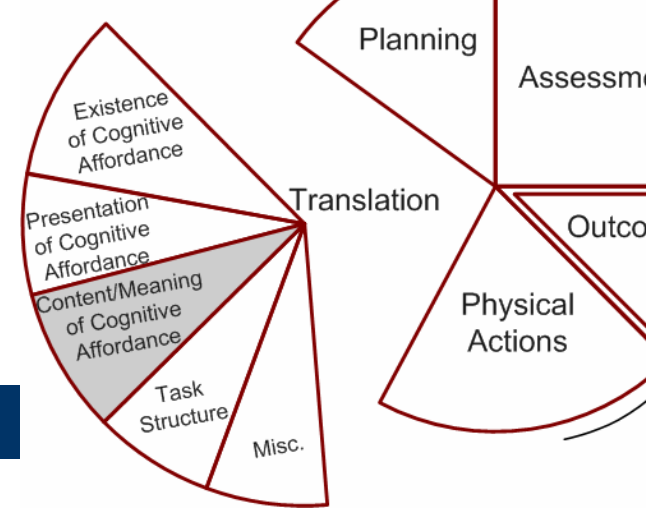 Planning
Assessm
Existence
of Cognitive
Affordance
Translation
Presentation
of Cognitive
Affordance
Outco
Content/Meaning
of Cognitive
Affordance
Physical
Actions
Task
Structure
Misc.